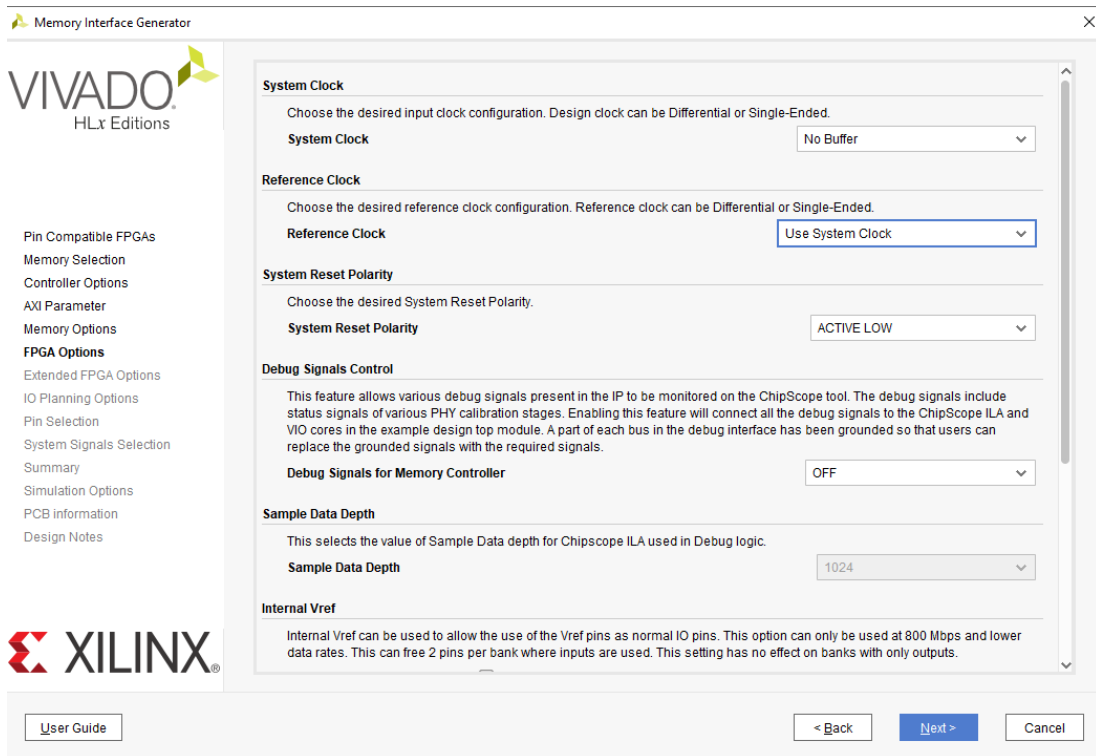 Memory Interface Generator
VIVADO
HLx Editions
Pin Compatible FPGAs
Memory Selection
Controller Options
AXI Parameter
Memory Options
FPGA Options
Extended FPGA Options
IO Planning Options
Pin Selection
System Signals Selection
Summary
Simulation Options
PCB information
Design Notes
XILINX®
System Clock
Choose the desired input clock configuration. Design clock can be Differential or Single-Ended.
System Clock No Buffer
Reference Clock
Choose the desired reference clock configuration. Reference clock can be Differential or Single-Ended.
Reference Clock Use System Clock
System Reset Polarity
Choose the desired System Reset Polarity.
System Reset Polarity ACTIVE LOW
Debug Signals Control
This feature allows various debug signals present in the IP to be monitored on the ChipScope tool. The debug signals include
status signals of various PHY calibration stages. Enabling this feature will connect all the debug signals to the ChipScope ILA and
VIO cores in the example design top module. A part of each bus in the debug interface has been grounded so that users can
replace the grounded signals with the required signals.
Debug Signals for Memory Controller OFF
Sample Data Depth
This selects the value of Sample Data depth for Chipscope ILA used in Debug logic.
Sample Data Depth 1024
Internal Vref
Internal Vref can be used to allow the use of the Vref pins as normal IO pins. This option can only be used at 800 Mbps and lower
data rates. This can free 2 pins per bank where inputs are used. This setting has no effect on banks with only outputs.
User Guide
< Back
Next >
Cancel